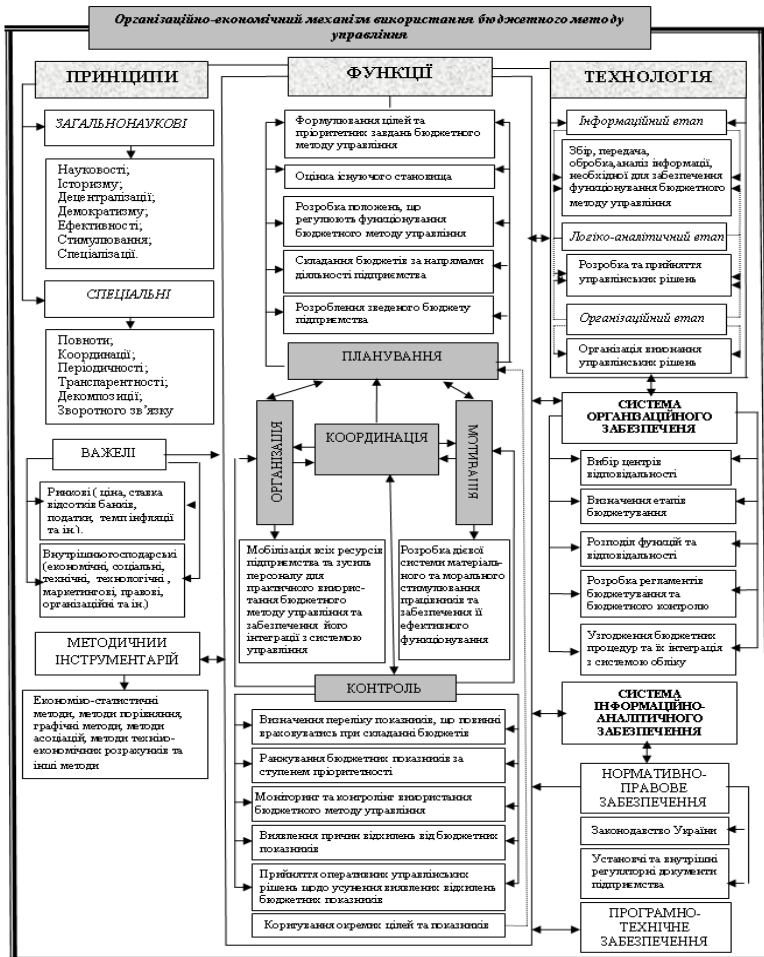 Організаційно-економічний механізм використання бюджетного методу
управління
ПРИНЦИПИ
ЗАГАЛЬНОНАУКОВІ
Науковості;
Історизму;
Децентралізації;
Демократизму;
Ефективності;
Стимулювання;
Спеціалізації.
СПЕЦІАЛЬНІ
Повноти;
Координації;
Періодичності;
Транспарентності;
Декомпозиції;
Зворотного зв'язку
ВАЖЕЛІ
Ринкові ( ціна, ставка
відсотків банків,
податки, темп інфляції
та ін.).
Внутрішньогосподарські
(економічні, соціальні,
технічні, технологічні ,
маркетингові, правові,
організаційні та ін.)
МЕТОДИЧНИЙ
ІНСТРУМЕНТАРІЙ
Економіко-статистичні
методи, методи порівняння,
графічні методи, методи
асоціацій, методи техніко-
економічних розрахунків та
інші методи
ФУНКЦІЇ
Формулювання цілей та
пріоритетних завдань бюджетного
методу управління
Оцінка існуючого становища
Розробка положень, що
регулюють функціонування
бюджетного методу управління
Складання бюджетів за напрямами
діяльності підприємства
Розроблення зведеного бюджету
підприємства
ПЛАНУВАННЯ
ОРГАНІЗАЦІЯ
КООРДИНАЦІЯ
МОТИВАЦІЯ
Мобілізація всіх ресурсів
підприємства та зусиль
персоналу для
практичного викорис-
тання бюджетного
методу управління та
забезпечення його
інтеграції з системою
управління
Розробка дієвої
системи матеріаль-
ного та морального
стимулювання
працівників та
забезпечення її
ефективного
функціонування
КОНТРОЛЬ
Визначення переліку показників, що повинні
враховуватись при складанні бюджетів
Ранжування бюджетних показників за
ступенем пріоритетності
Моніторинг та контролінг використання
бюджетного методу управління
Виявлення причин відхилень від бюджетних
показників
Прийняття оперативних управлінських
рішень щодо усунення виявлених відхилень
бюджетних показників
Коригування окремих цілей та показників
ТЕХНОЛОГІЯ
Інформаційний етап
Збір, передача,
обробка,аналіз інформації,
необхідної для забезпечення
функціонування бюджетного
методу управління
Логіко-аналітичний етап
Розробка та прийняття
управлінських рішень
Організаційний етап
Організація виконання
управлінських рішень
СИСТЕМА
ОРГАНІЗАЦІЙНОГО
ЗАБЕЗПЕЧЕНЯ
Вибір центрів
відповідальності
Визначення етапів
бюджетування
Розподіл функцій та
відповідальності
Розробка регламентів
бюджетування та
бюджетного контролю
Узгодження бюджетних
процедур та їх інтеграція
з системою обліку
СИСТЕМА
ІНФОРМАЦІЙНО-
АНАЛІТИЧНОГО
ЗАБЕЗПЕЧЕННЯ
НОРМАТИВНО-
ПРАВОВЕ
ЗАБЕЗПЕЧЕННЯ
Законодавство України
Установчі та внутрішні
регуляторні документи
підприємства
ПРОГРАМНО-
ТЕХНІЧНЕ
ЗАБЕЗПЕЧЕННЯ